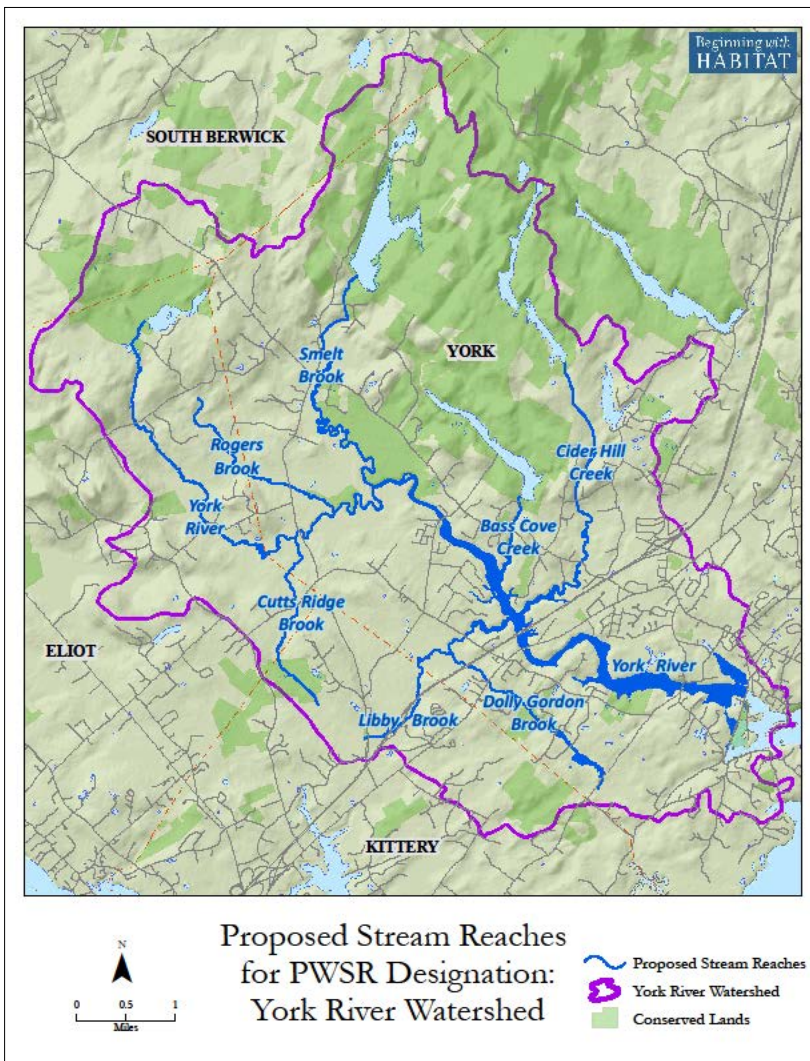 Beginning with
HABITAT
SOUTH BERWICK
Smelt
Brook
YORK
Rogers
Brook
Cider Hill
Creek
York
River
Bass Cove
Creek
Cutts Ridge
Brook
ELIOT
York River
Libby Brook
Dolly Gordon
Brook
KITTERY
N
0 0.5 1
Miles
Proposed Stream Reaches
for PWSR Designation:
York River Watershed
Proposed Stream Reaches
York River Watershed
Conserved Lands